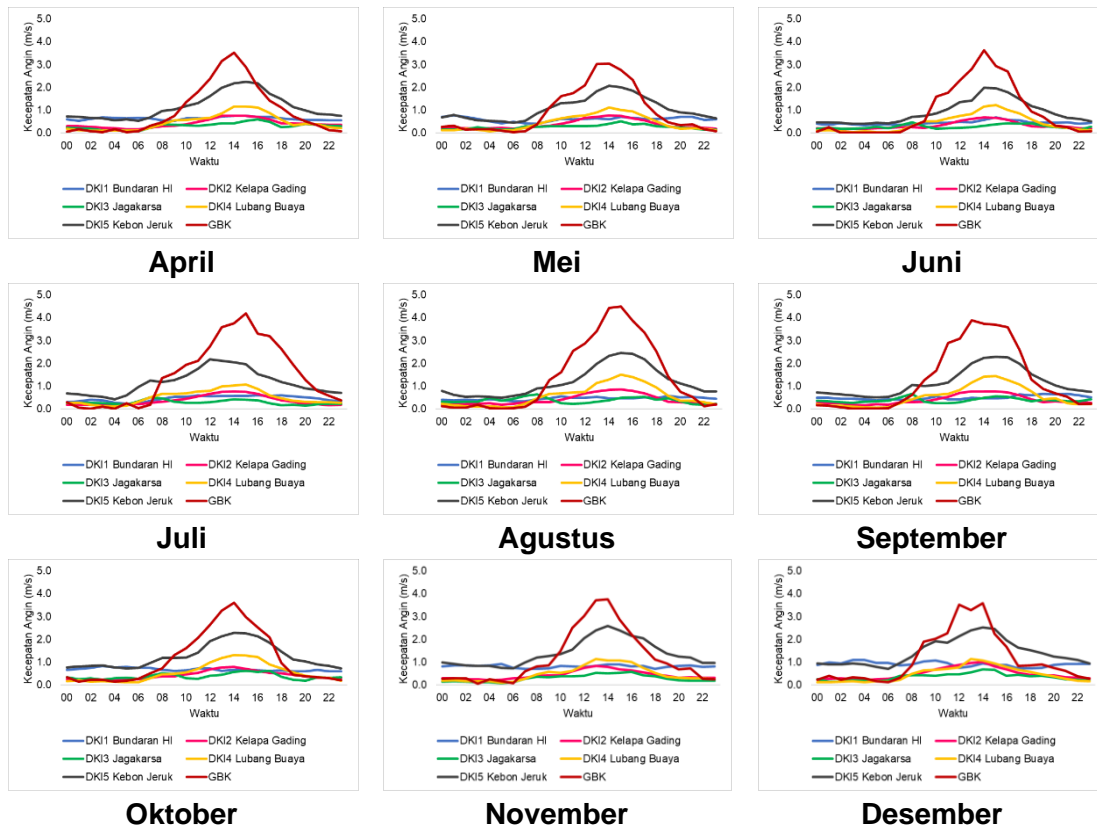 Kecepatan Angin (m/s)
5.0
4.0
3.0
2.0
1.0
0.0
00 02 04 06 08 10 12 14 16 18 20 22
Waktu
DKI1 Bundaran HI DKI2 Kelapa Gading
DKI3 Jagakarsa DKI4 Lubang Buaya
DKI5 Kebon Jeruk GBK
April
Kecepatan Angin (m/s)
5.0
4.0
3.0
2.0
1.0
0.0
00 02 04 06 08 10 12 14 16 18 20 22
Waktu
DKI1 Bundaran HI DKI2 Kelapa Gading
DKI3 Jagakarsa DKI4 Lubang Buaya
DKI5 Kebon Jeruk GBK
Mei
Kecepatan Angin (m/s)
5.0
4.0
3.0
2.0
1.0
0.0
00 02 04 06 08 10 12 14 16 18 20 22
Waktu
DKI1 Bundaran HI DKI2 Kelapa Gading
DKI3 Jagakarsa DKI4 Lubang Buaya
DKI5 Kebon Jeruk GBK
Juni
Kecepatan Angin (m/s)
5.0
4.0
3.0
2.0
1.0
0.0
00 02 04 06 08 10 12 14 16 18 20 22
Waktu
DKI1 Bundaran HI DKI2 Kelapa Gading
DKI3 Jagakarsa DKI4 Lubang Buaya
DKI5 Kebon Jeruk GBK
Juli
Kecepatan Angin (m/s)
5.0
4.0
3.0
2.0
1.0
0.0
00 02 04 06 08 10 12 14 16 18 20 22
Waktu
DKI1 Bundaran HI DKI2 Kelapa Gading
DKI3 Jagakarsa DKI4 Lubang Buaya
DKI5 Kebon Jeruk GBK
Agustus
Kecepatan Angin (m/s)
5.0
4.0
3.0
2.0
1.0
0.0
00 02 04 06 08 10 12 14 16 18 20 22
Waktu
DKI1 Bundaran HI DKI2 Kelapa Gading
DKI3 Jagakarsa DKI4 Lubang Buaya
DKI5 Kebon Jeruk GBK
September
Kecepatan Angin (m/s)
5.0
4.0
3.0
2.0
1.0
0.0
00 02 04 06 08 10 12 14 16 18 20 22
Waktu
DKI1 Bundaran HI DKI2 Kelapa Gading
DKI3 Jagakarsa DKI4 Lubang Buaya
DKI5 Kebon Jeruk GBK
Oktober
Kecepatan Angin (m/s)
5.0
4.0
3.0
2.0
1.0
0.0
00 02 04 06 08 10 12 14 16 18 20 22
Waktu
DKI1 Bundaran HI DKI2 Kelapa Gading
DKI3 Jagakarsa DKI4 Lubang Buaya
DKI5 Kebon Jeruk GBK
November
Kecepatan Angin (m/s)
5.0
4.0
3.0
2.0
1.0
0.0
00 02 04 06 08 10 12 14 16 18 20 22
Waktu
DKI1 Bundaran HI DKI2 Kelapa Gading
DKI3 Jagakarsa DKI4 Lubang Buaya
DKI5 Kebon Jeruk GBK
Desember